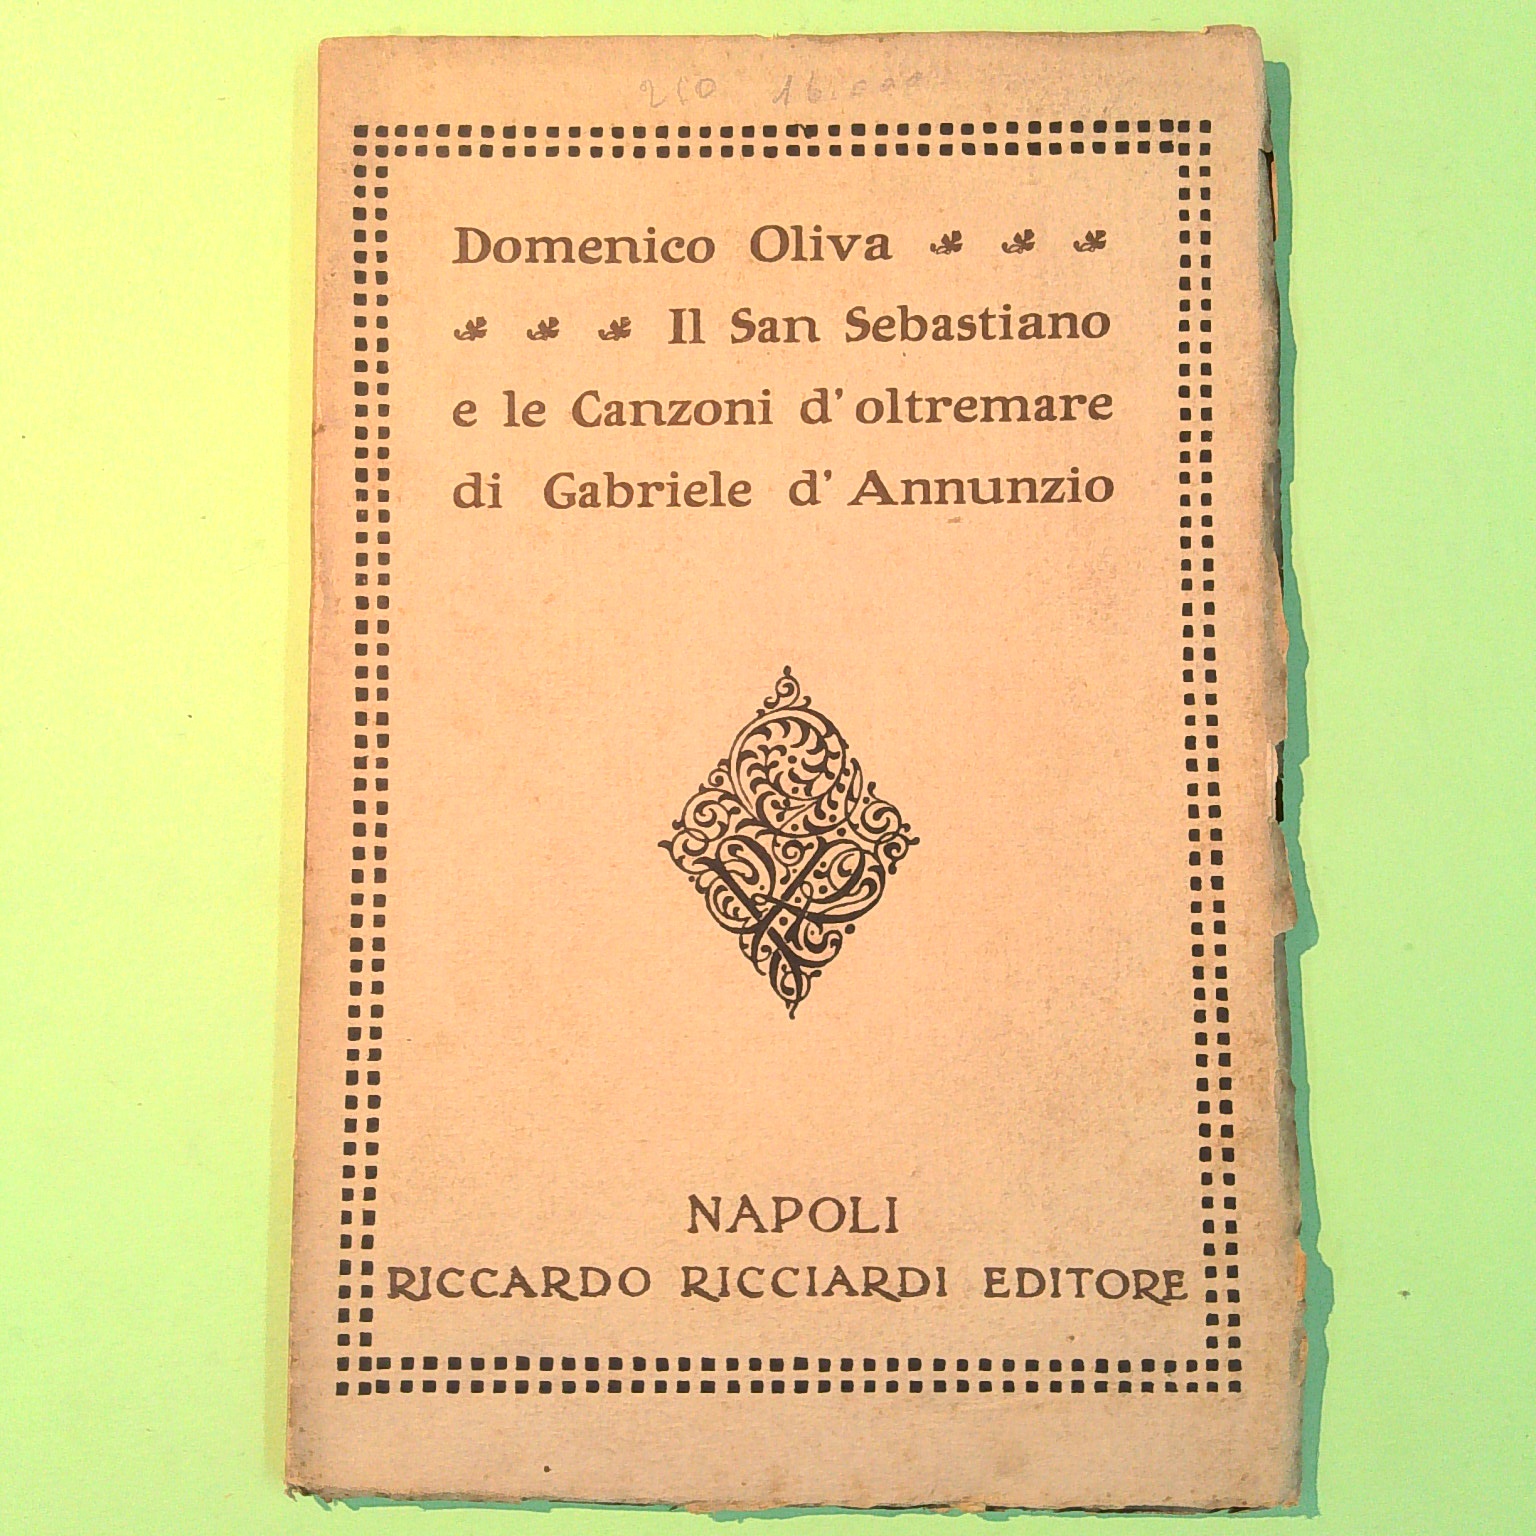 Domenico Oliva
Il San Sebastiano
e le Canzoni d'oltremare
di Gabriele d'Annunzio
NAPOLI
RICCARDO RICCIARDI EDITORE